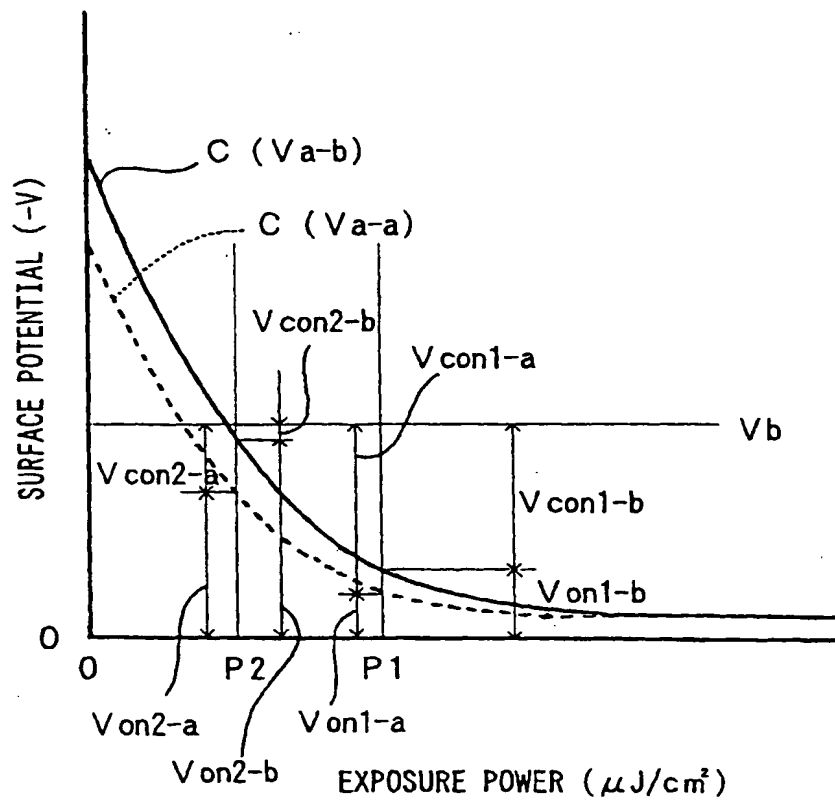 C (Va-b)
C (Va-a)
Vcon2-b
Vcon1-a
Vb
Vcon2-a
Vcon1-b
Von1-b
SURFACE POTENTIAL (-V)
0
0
P2
P1
Von2-a
Von1-a
Von2-b
EXPOSURE POWER (μJ/cm²)